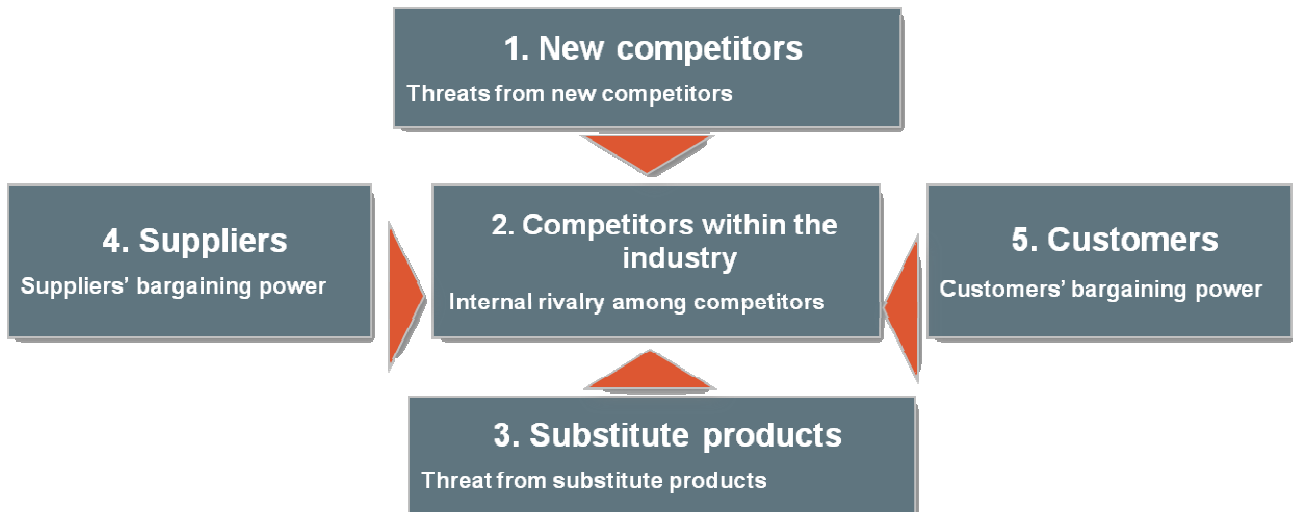 1. New competitors
Threats from new competitors
4. Suppliers
Suppliers’ bargaining power
2. Competitors within the
industry
Internal rivalry among competitors
5. Customers
Customers’ bargaining power
3. Substitute products
Threat from substitute products